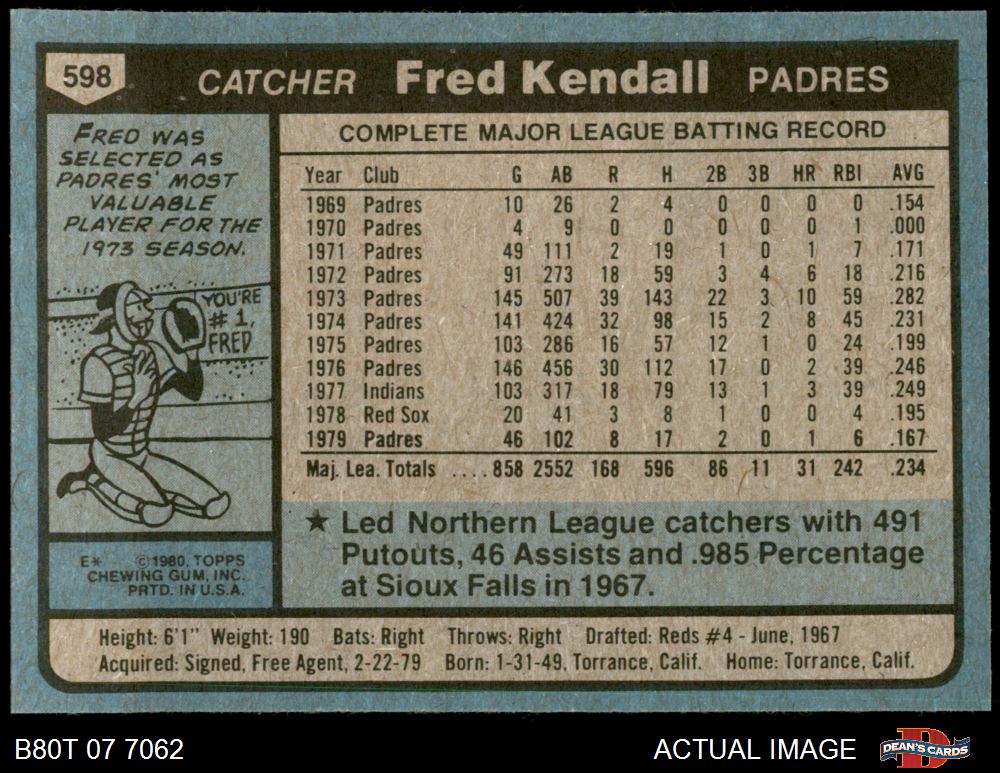 598 CATCHER Fred Kendall PADRES
FRED WAS
SELECTED AS
PADRES' MOST
VALUABLE
PLAYER FOR THE
1973 SEASON.
YOU'RE
# 1,
FRED
E* ©1980, TOPPS
CHEWING GUM, INC.
PRTD. IN U.S.A.
COMPLETE MAJOR LEAGUE BATTING RECORD
Year Club G AB R H 2B 3B HR RBI AVG
1969 Padres 10 26 2 4 0 0 0 0 .154
1970 Padres 4 9 0 0 0 0 0 1 .000
1971 Padres 49 111 2 19 1 0 1 7 .171
1972 Padres 91 273 18 59 3 4 6 18 .216
1973 Padres 145 507 39 143 22 3 10 59 .282
1974 Padres 141 424 32 98 15 2 8 45 .231
1975 Padres 103 286 16 57 12 1 0 24 .199
1976 Padres 146 456 30 112 17 0 2 39 .246
1977 Indians 103 317 18 79 13 1 3 39 .249
1978 Red Sox 20 41 3 8 1 0 0 4 .195
1979 Padres 46 102 8 17 2 0 1 6 .167
Maj. Lea. Totals .... 858 2552 168 596 86 11 31 242 .234
★ Led Northern League catchers with 491
Putouts, 46 Assists and .985 Percentage
at Sioux Falls in 1967.
Height: 6'1" Weight: 190 Bats: Right Throws: Right Drafted: Reds #4 - June, 1967
Acquired: Signed, Free Agent, 2-22-79 Born: 1-31-49, Torrance, Calif. Home: Torrance, Calif.
B80T 07 7062 ACTUAL IMAGE DEAN'S CARDS